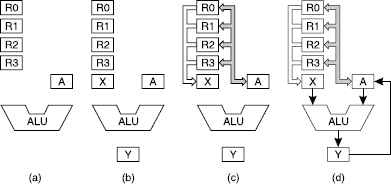 R0 R0 R0 R0
R1 R1 R1 R1
R2 R2 R2 R2
R3 R3 R3 R3
A X A X A X A
ALU ALU ALU ALU
Y Y Y
(a) (b) (c) (d)